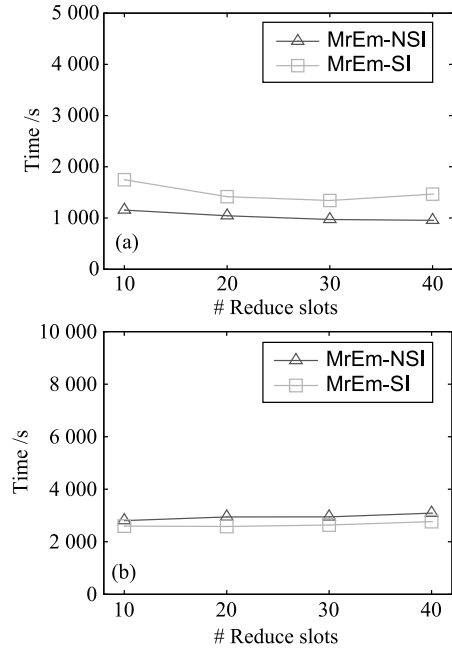 5 000
4 000
3 000
2 000
1 000
0
Time /s
MrEm-NSI
MrEm-SI
(a)
10 20 30 40
# Reduce slots
10 000
8 000
6 000
4 000
2 000
0
Time /s
MrEm-NSI
MrEm-SI
(b)
10 20 30 40
# Reduce slots